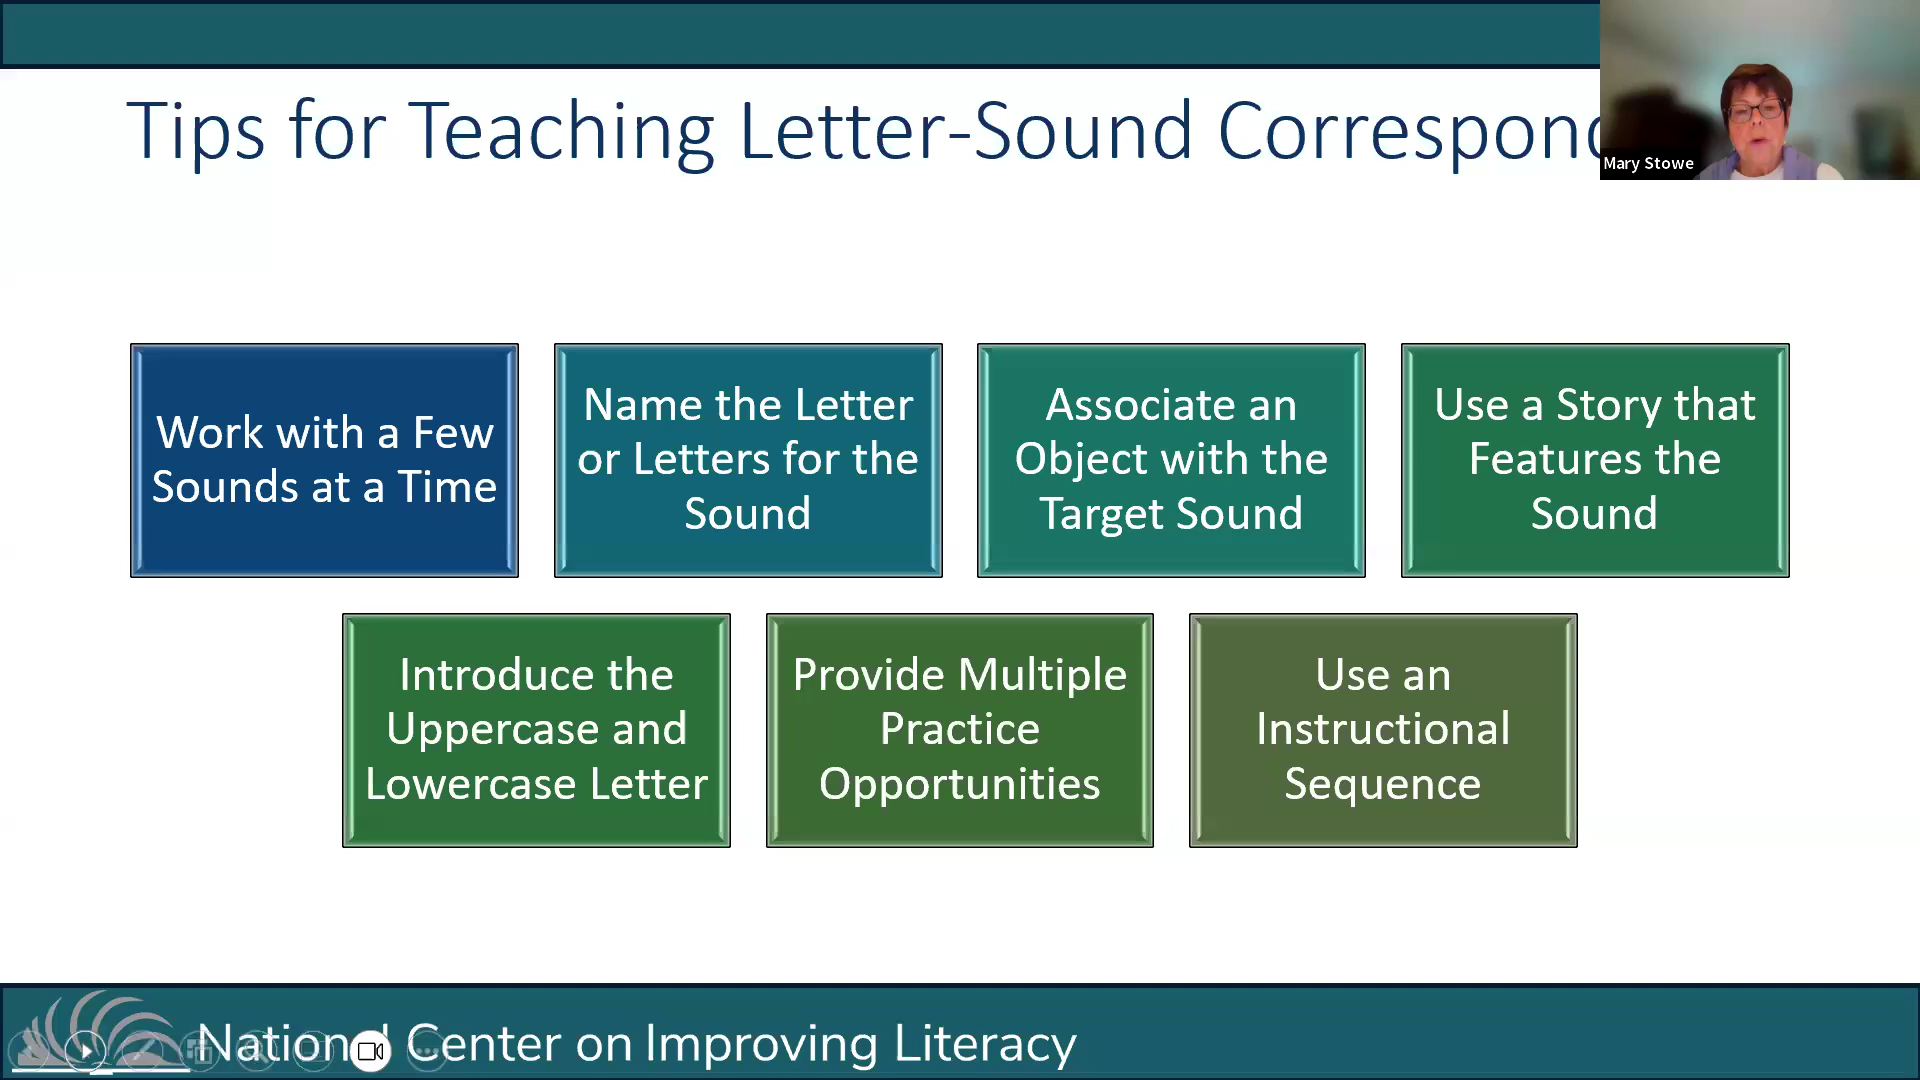 Tips for Teaching Letter-Sound Correspond
Mary Stowe
Work with a Few
Sounds at a Time
Name the Letter
or Letters for the
Sound
Associate an
Object with the
Target Sound
Use a Story that
Features the
Sound
Introduce the
Uppercase and
Lowercase Letter
Provide Multiple
Practice
Opportunities
Use an
Instructional
Sequence
National Center on Improving Literacy